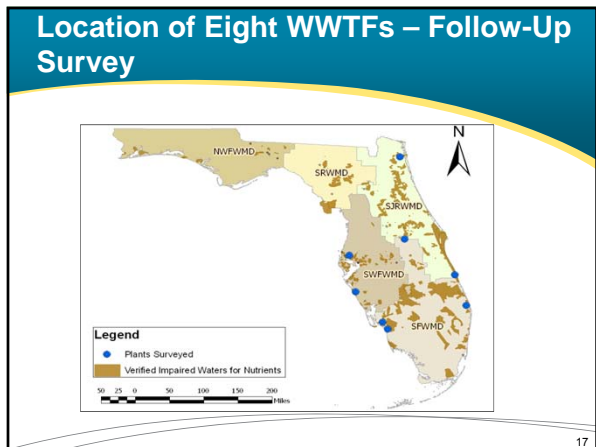 Location of Eight WWTFs – Follow-Up
Survey
N
NWFWMD
SRWMD
SJRWMD
SWFWMD
SFWMD
Legend
Plants Surveyed
Verified Impaired Waters for Nutrients
50 25 0 50 100 150 200
Miles
17